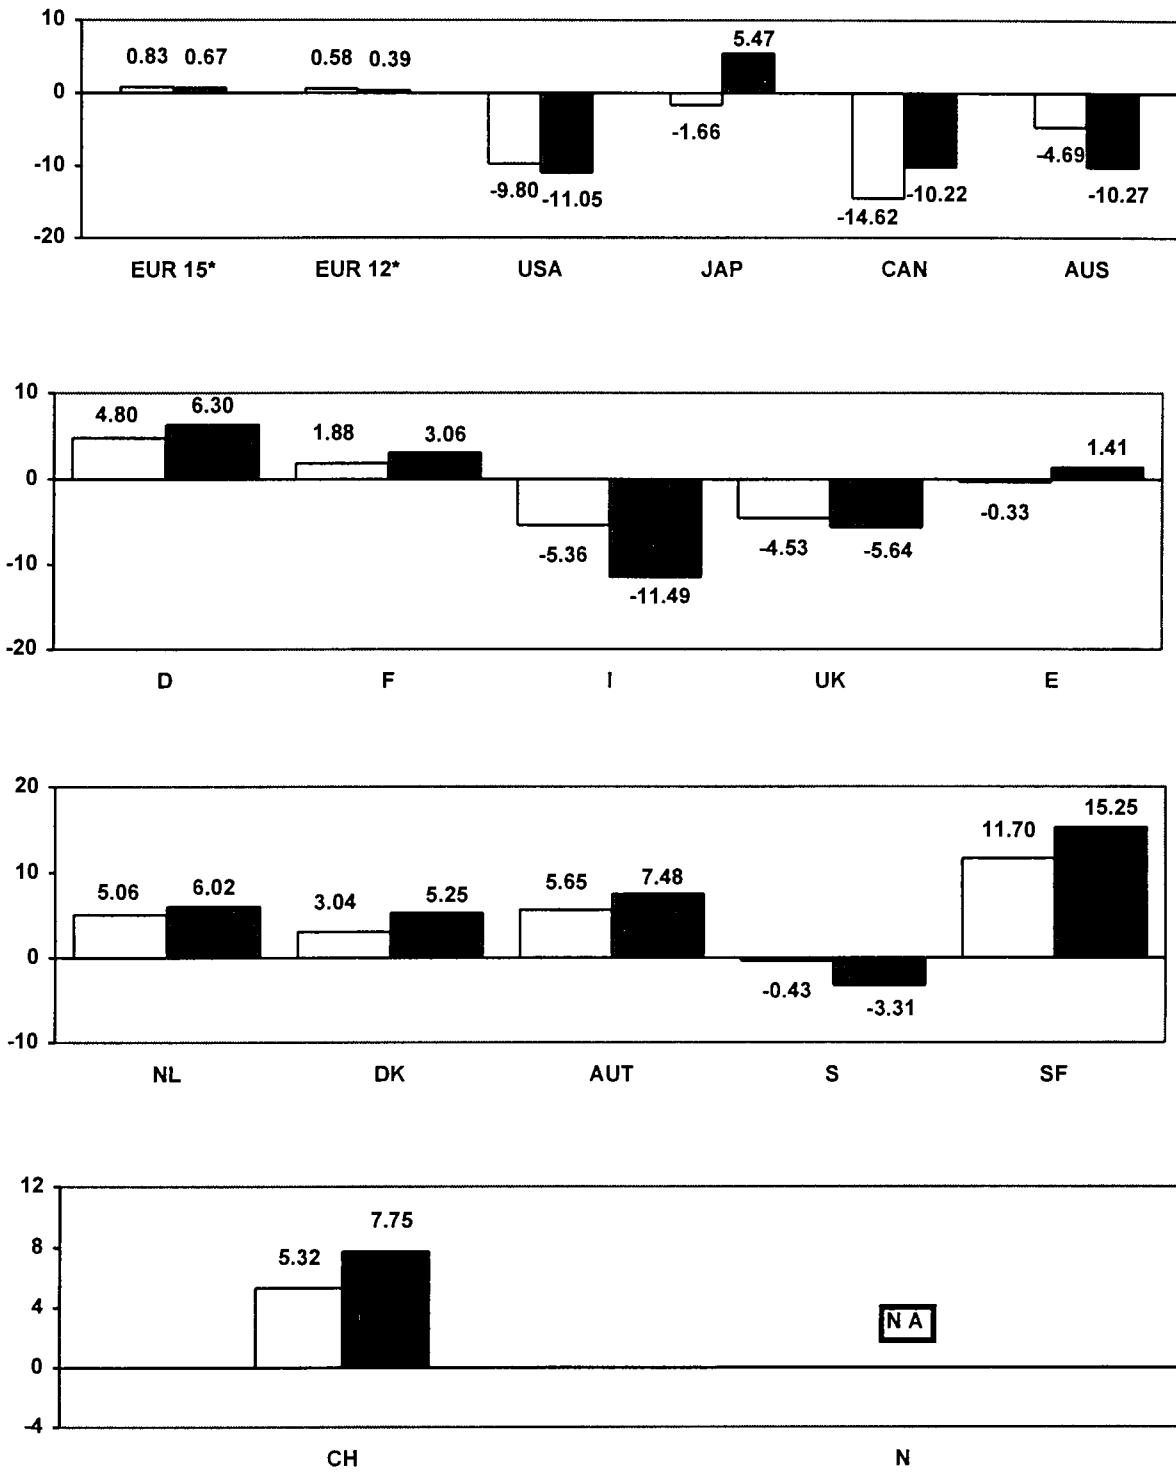 10
0.83 0.67 0.58 0.39 5.47
0
-1.66
-10
-4.69
-9.80 -11.05 -14.62 -10.22 -10.27
-20
EUR 15* EUR 12* USA JAP CAN AUS
10
4.80 6.30 1.88 3.06 1.41
0
-0.33
-5.36 -4.53 -5.64
-10
-11.49
-20
D F I UK E
20
11.70 15.25
10
5.06 6.02 3.04 5.25 5.65 7.48
0
-0.43 -3.31
-10
NL DK AUT S SF
12
7.75
8
5.32
4
N A
0
-4
CH N